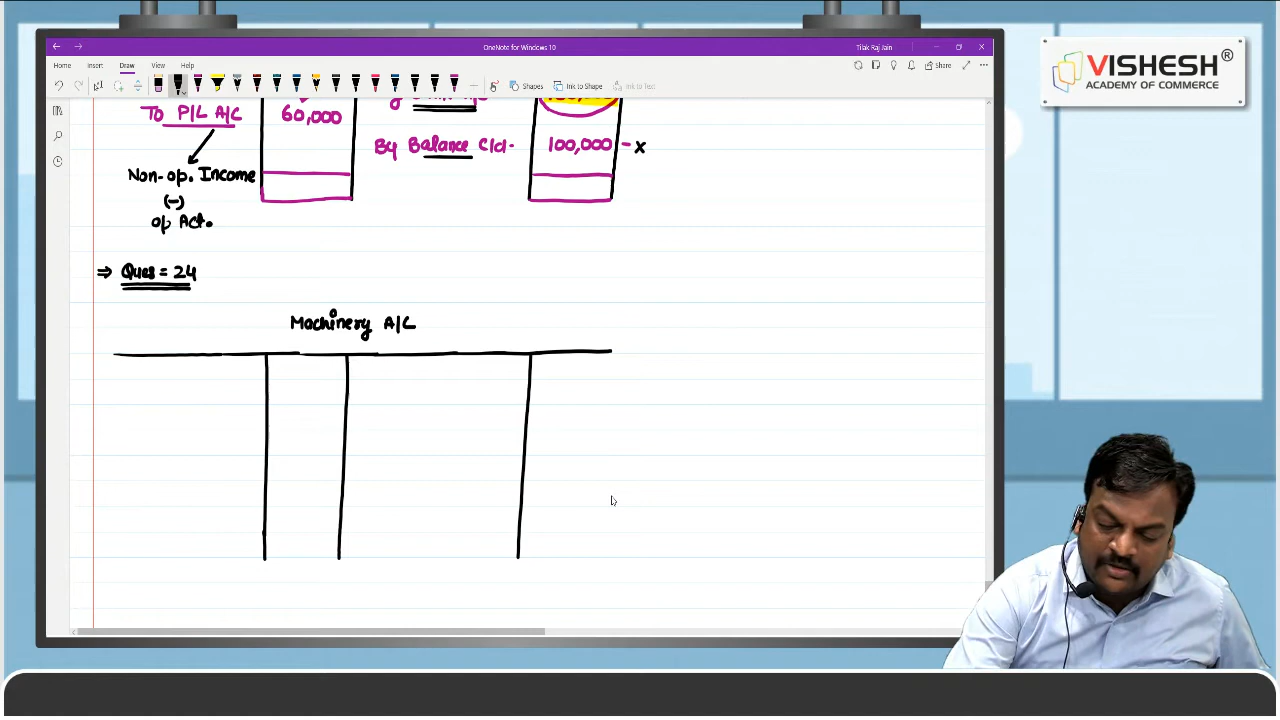 OneNote for Windows 10
Tilak Raj Jain
Home Insert Draw View Help
Share
Shapes
Ink to Shape
Ink to Text
VISHESH®
ACADEMY OF COMMERCE
To P/L A/C 60,000
By Balance C/d- 100,000 - x
Non-op. Income
(-)
op Act.
⇒ Ques = 24
Machinery A/C